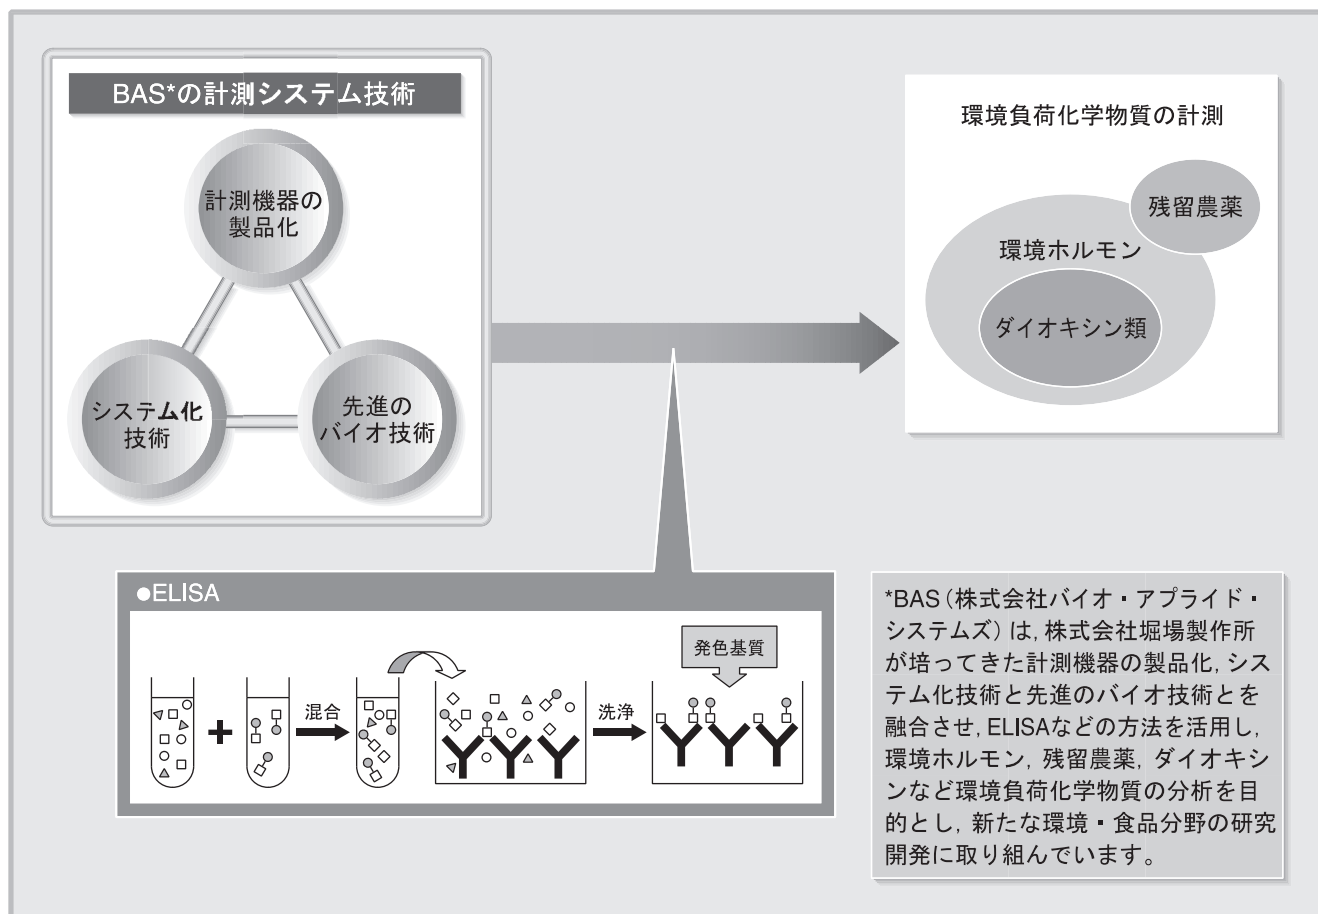 BAS*の計測システム技術
計測機器の
製品化
システム化
技術
先進の
バイオ技術
環境負荷化学物質の計測
残留農薬
環境ホルモン
ダイオキシン類
●ELISA
混合
洗浄
発色基質
*BAS（株式会社バイオ・アプライド・
システムズ）は, 株式会社堀場製作所
が培ってきた計測機器の製品化, シス
テム化技術と先進のバイオ技術とを
融合させ, ELISAなどの方法を活用し,
環境ホルモン, 残留農薬, ダイオキシ
ンなど環境負荷化学物質の分析を目
的とし, 新たな環境・食品分野の研究
開発に取り組んでいます。